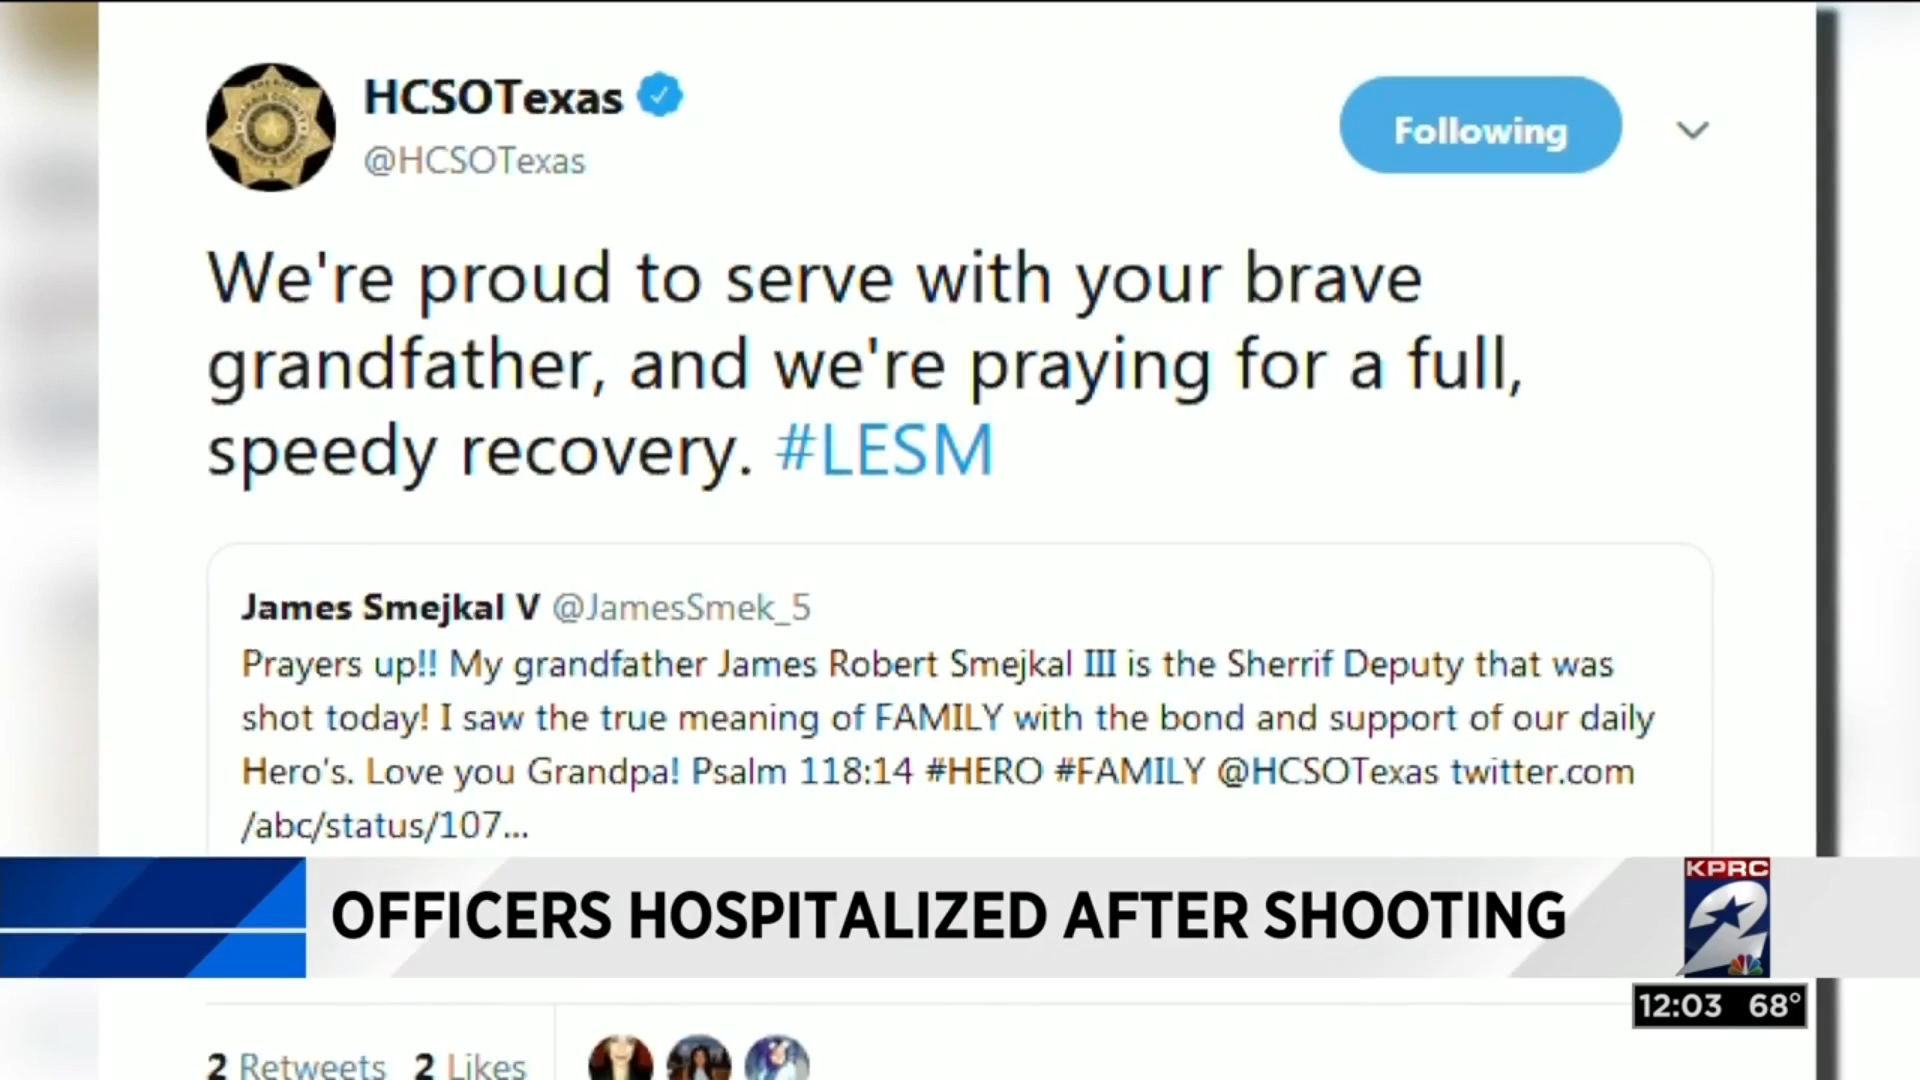 HCSOTexas
@HCSOTexas
Following
We're proud to serve with your brave
grandfather, and we're praying for a full,
speedy recovery. #LESM
James Smejkal V @JamesSmek_5
Prayers up!! My grandfather James Robert Smejkal III is the Sherrif Deputy that was
shot today! I saw the true meaning of FAMILY with the bond and support of our daily
Hero's. Love you Grandpa! Psalm 118:14 #HERO #FAMILY @HCSOTexas twitter.com
/abc/status/107...
OFFICERS HOSPITALIZED AFTER SHOOTING
KPRC
2
12:03 68°
2 Retweets 2 Likes